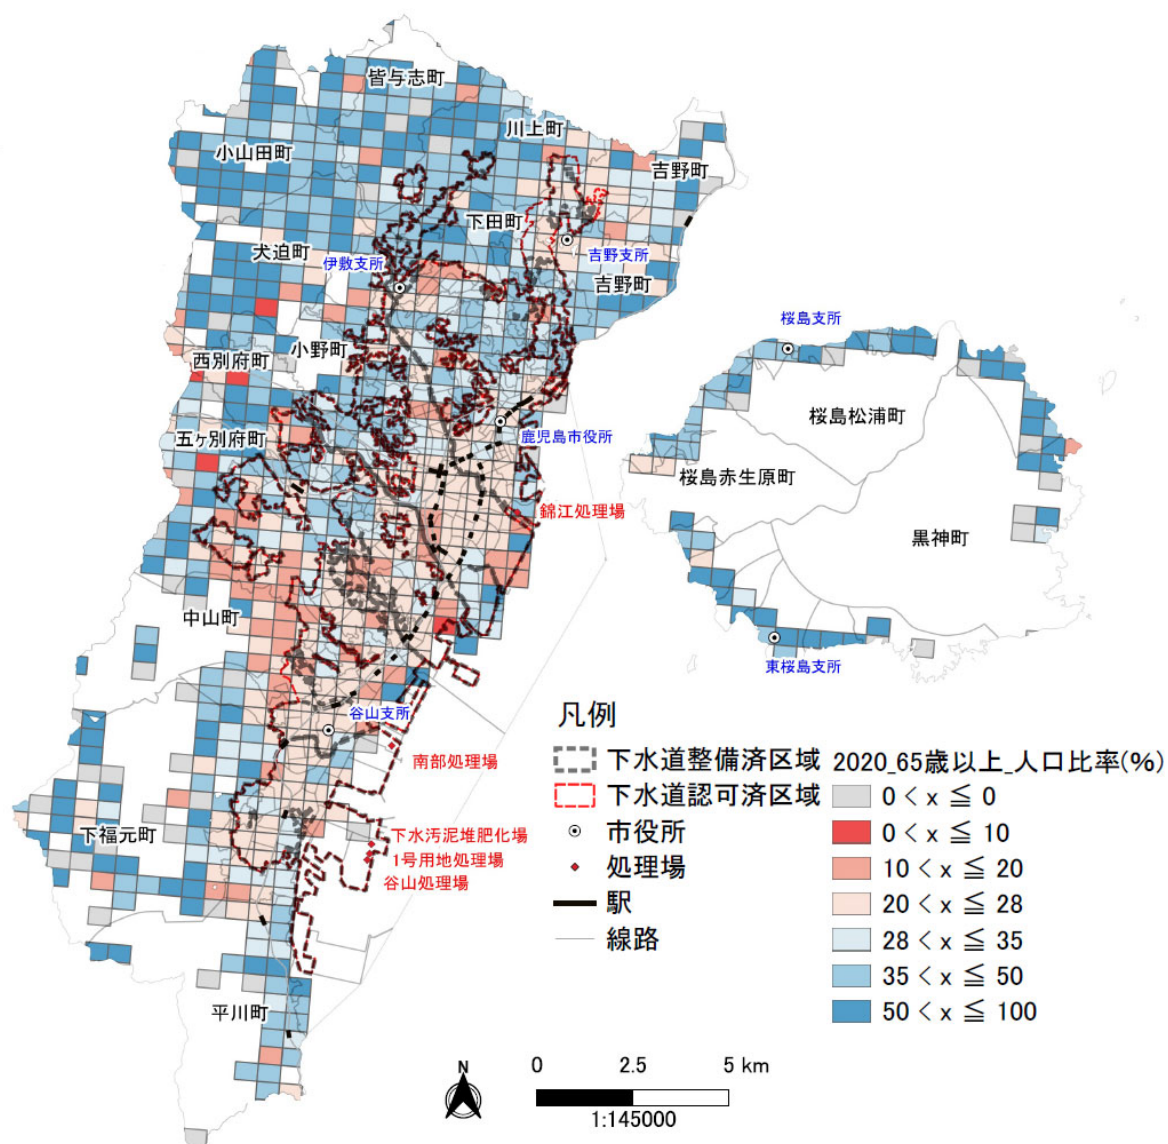 皆与志町
川上町
小山田町
吉野町
下田町
犬迫町
伊敷支所
吉野支所
吉野町
桜島支所
小野町
西別府町
桜島松浦町
鹿児島市役所
五ヶ別府町
桜島赤生原町
錦江処理場
黒神町
中山町
東桜島支所
谷山支所
南部処理場
下福元町
下水汚泥堆肥化場
1号用地処理場
谷山処理場
平川町
凡例
下水道整備済区域
下水道認可済区域
市役所
処理場
駅
線路
2020_65歳以上_人口比率(%)
0 < x ≦ 0
0 < x ≦ 10
10 < x ≦ 20
20 < x ≦ 28
28 < x ≦ 35
35 < x ≦ 50
50 < x ≦ 100
N
0 2.5 5 km
1:145000